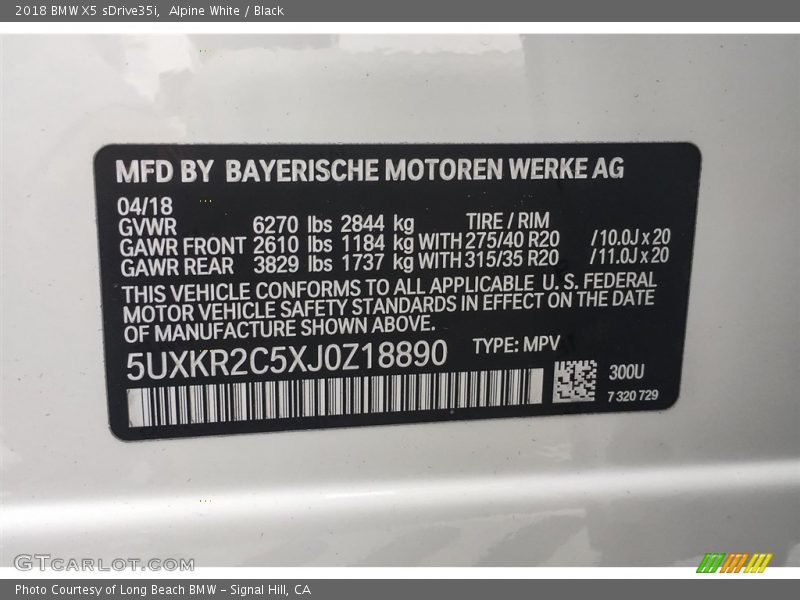 2018 BMW X5 sDrive35i, Alpine White / Black
MFD BY BAYERISCHE MOTOREN WERKE AG
04/18
GVWR 6270 lbs 2844 kg TIRE / RIM
GAWR FRONT 2610 lbs 1184 kg WITH 275/40 R20 /10.0J x 20
GAWR REAR 3829 lbs 1737 kg WITH 315/35 R20 /11.0J x 20
THIS VEHICLE CONFORMS TO ALL APPLICABLE U.S. FEDERAL
MOTOR VEHICLE SAFETY STANDARDS IN EFFECT ON THE DATE
OF MANUFACTURE SHOWN ABOVE.
5UXKR2C5XJ0Z18890 TYPE: MPV
300U
7 320 729
GTCARLOT.COM
Photo Courtesy of Long Beach BMW - Signal Hill, CA